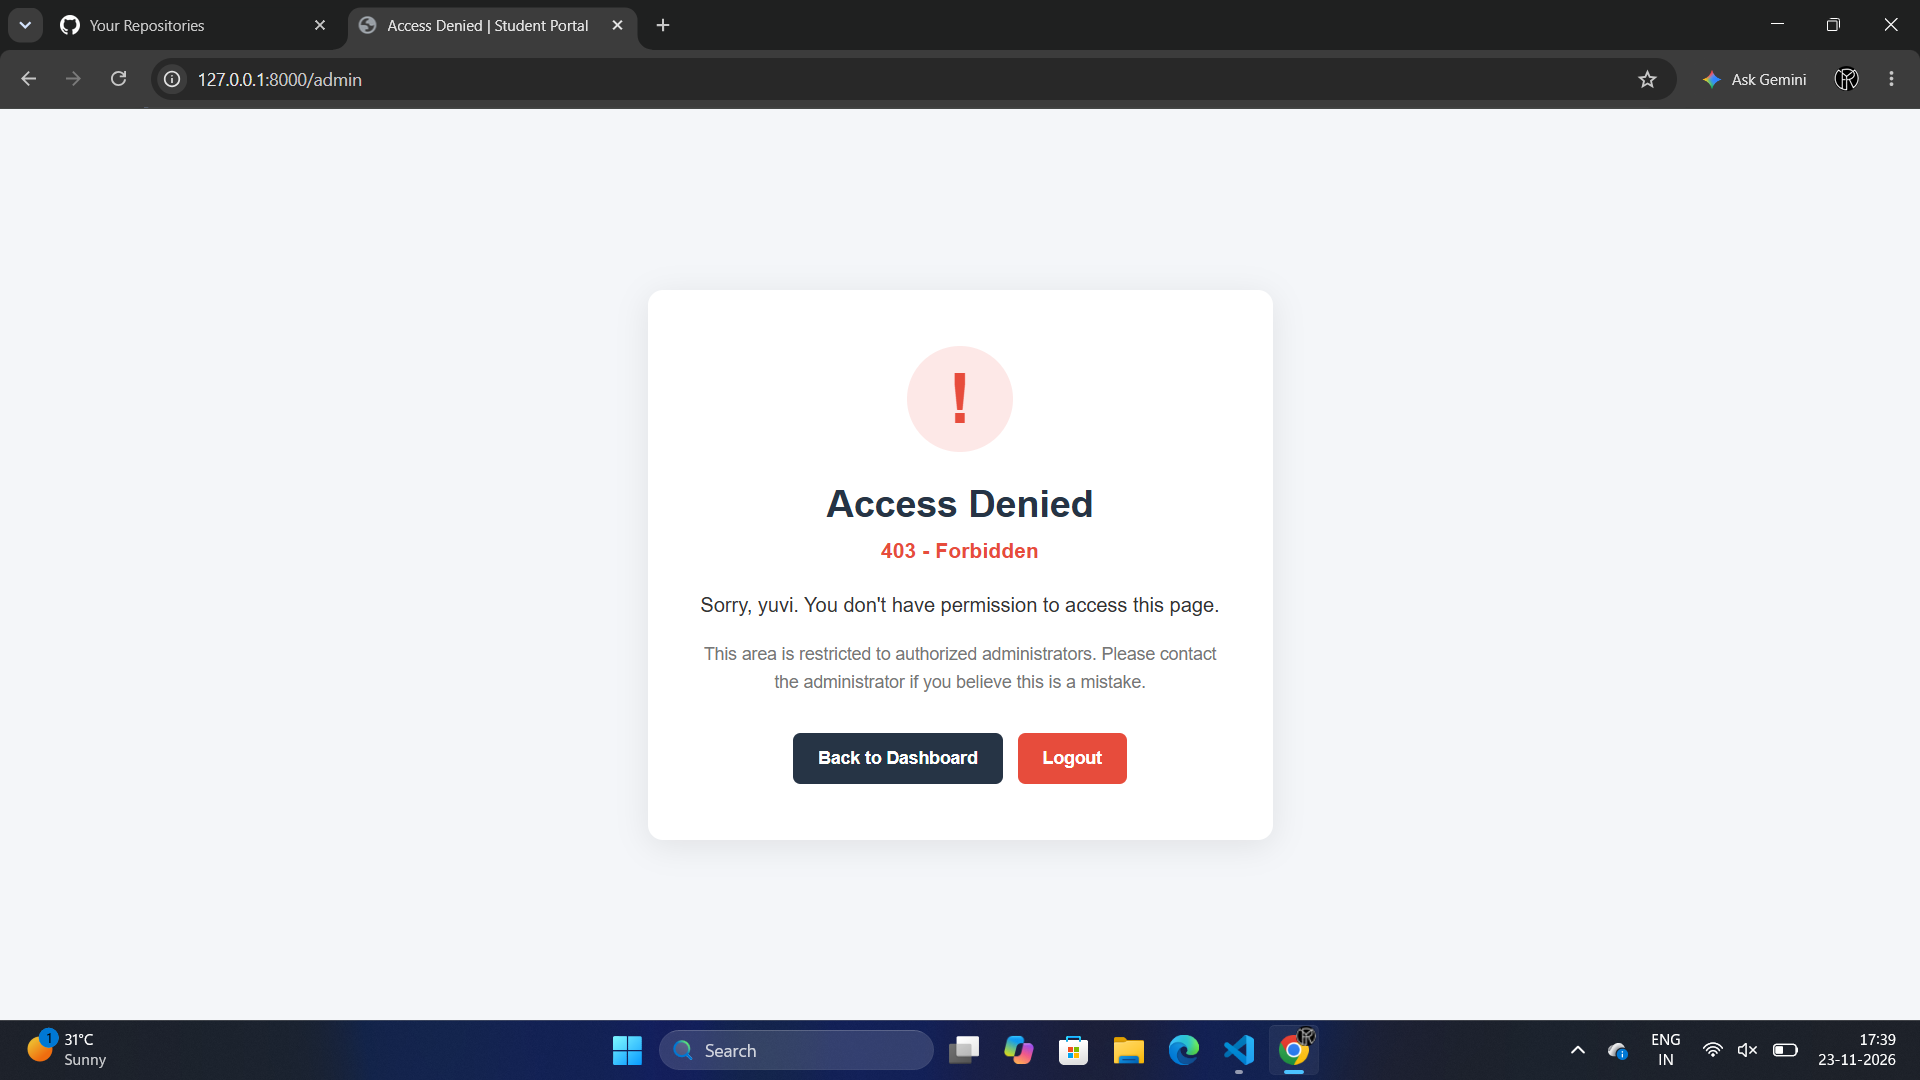 Your Repositories
Access Denied | Student Portal
127.0.0.1:8000/admin
Ask Gemini
!
Access Denied
403 - Forbidden
Sorry, yuvi. You don't have permission to access this page.
This area is restricted to authorized administrators. Please contact
the administrator if you believe this is a mistake.
Back to Dashboard
Logout
1
31°C
Sunny
Search
ENG
IN
17:39
23-11-2026